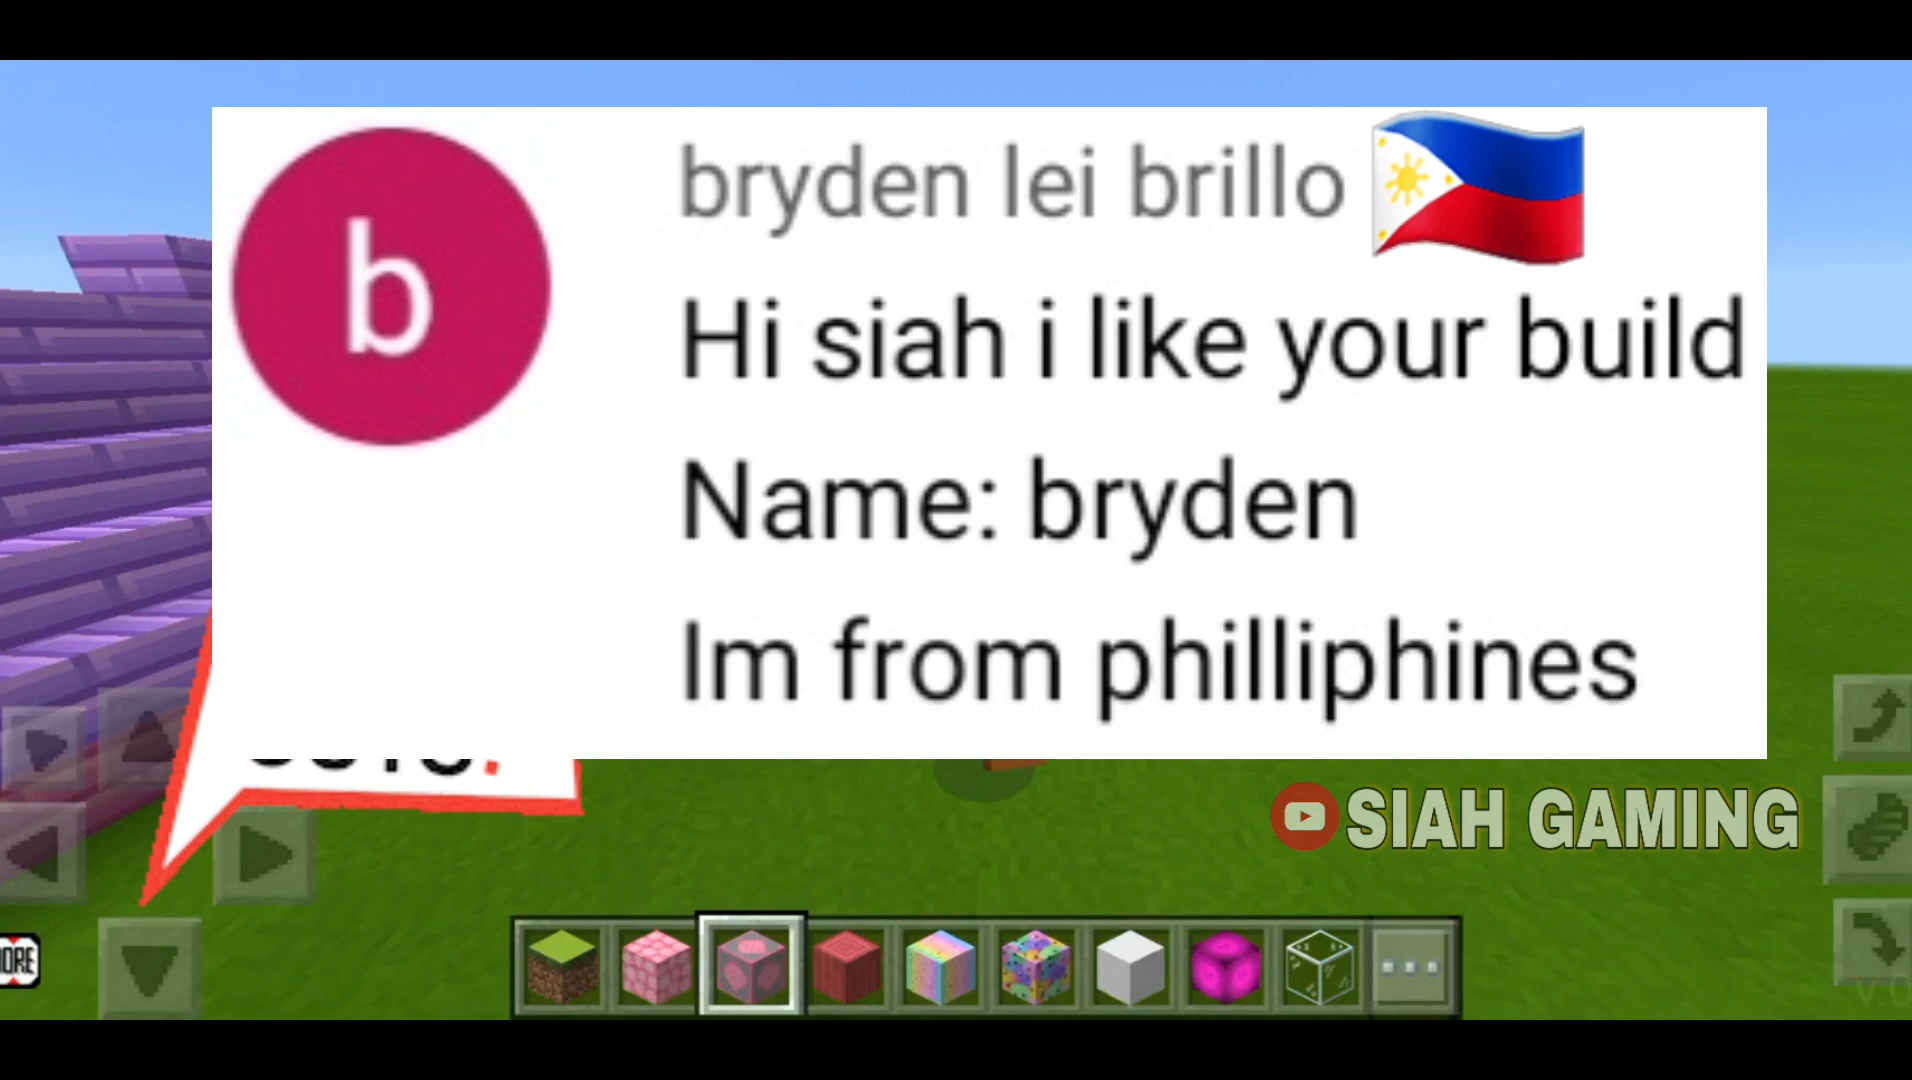 b
bryden lei brillo
Hi siah i like your build
Name: bryden
Im from philliphines
SIAH GAMING